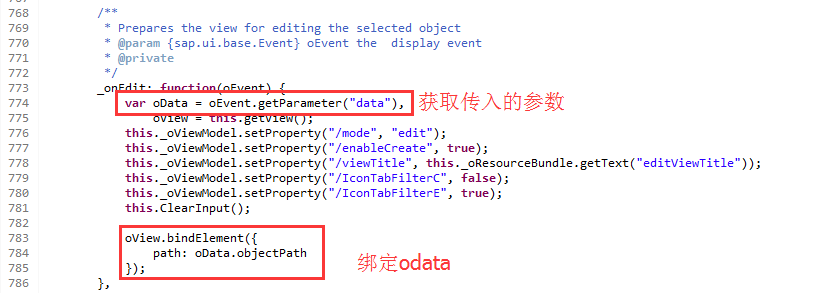 768 /**
769 * Prepares the view for editing the selected object
770 * @param {sap.ui.base.Event} oEvent the  display event
771 * @private
772 */
773 _onEdit: function(oEvent) {
774 var oData = oEvent.getParameter("data"), 获取传入的参数
775 oView = this.getView();
776 this._oViewModel.setProperty("/mode", "edit");
777 this._oViewModel.setProperty("/enableCreate", true);
778 this._oViewModel.setProperty("/viewTitle", this._oResourceBundle.getText("editViewTitle"));
779 this._oViewModel.setProperty("/IconTabFilterC", false);
780 this._oViewModel.setProperty("/IconTabFilterE", true);
781 this.ClearInput();
782
783 oView.bindElement({
784 path: oData.objectPath 绑定odata
785 });
786 },